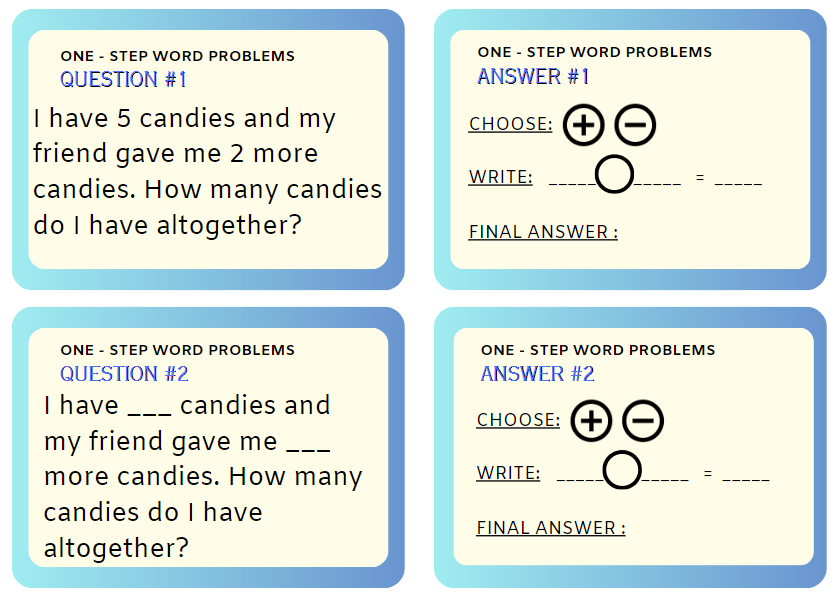 ONE - STEP WORD PROBLEMS
QUESTION #1
I have 5 candies and my
friend gave me 2 more
candies. How many candies
do I have altogether?
ONE - STEP WORD PROBLEMS
ANSWER #1
CHOOSE: + −
WRITE: _____ _____ = _____
FINAL ANSWER :
ONE - STEP WORD PROBLEMS
QUESTION #2
I have ___ candies and
my friend gave me ___
more candies. How many
candies do I have
altogether?
ONE - STEP WORD PROBLEMS
ANSWER #2
CHOOSE: + −
WRITE: _____ _____ = _____
FINAL ANSWER :